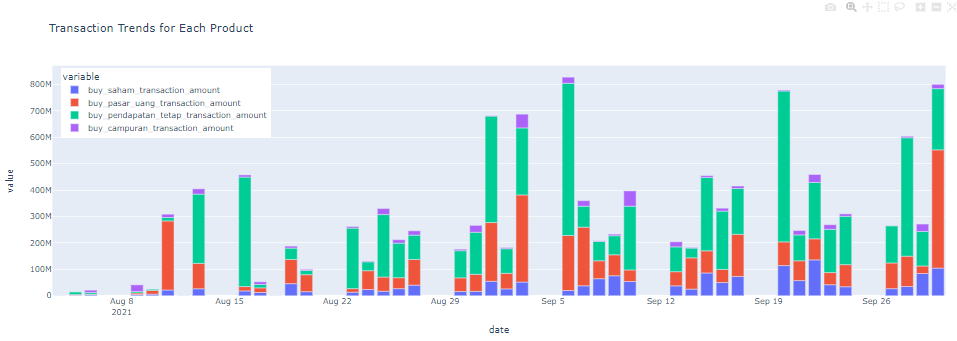 Transaction Trends for Each Product
variable
buy_saham_transaction_amount
buy_pasar_uang_transaction_amount
buy_pendapatan_tetap_transaction_amount
buy_campuran_transaction_amount
value
800M
700M
600M
500M
400M
300M
200M
100M
0
Aug 8
2021
Aug 15
Aug 22
Aug 29
Sep 5
Sep 12
Sep 19
Sep 26
date